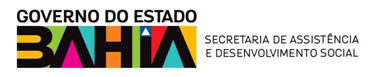 GOVERNO DO ESTADO
BAHIA
SECRETARIA DE ASSISTÊNCIA
E DESENVOLVIMENTO SOCIAL